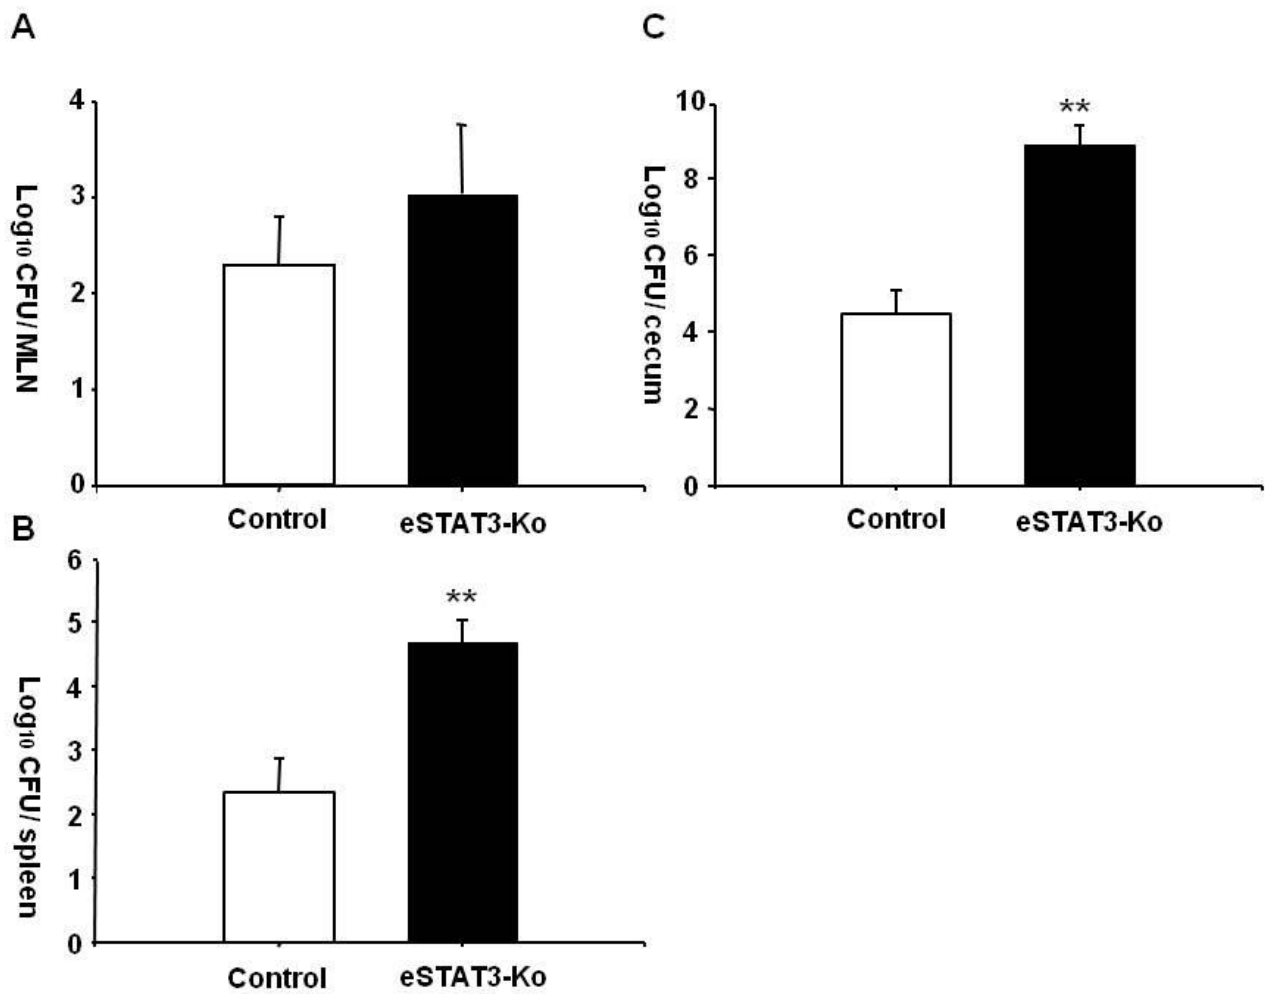 A
4
3
2
1
0
Log10 CFU/MLN
Control
eSTAT3-Ko
B
6
5
4
3
2
1
0
Log10 CFU/ spleen
**
Control
eSTAT3-Ko
C
10
8
6
4
2
0
Log10 CFU/ cecum
**
Control
eSTAT3-Ko